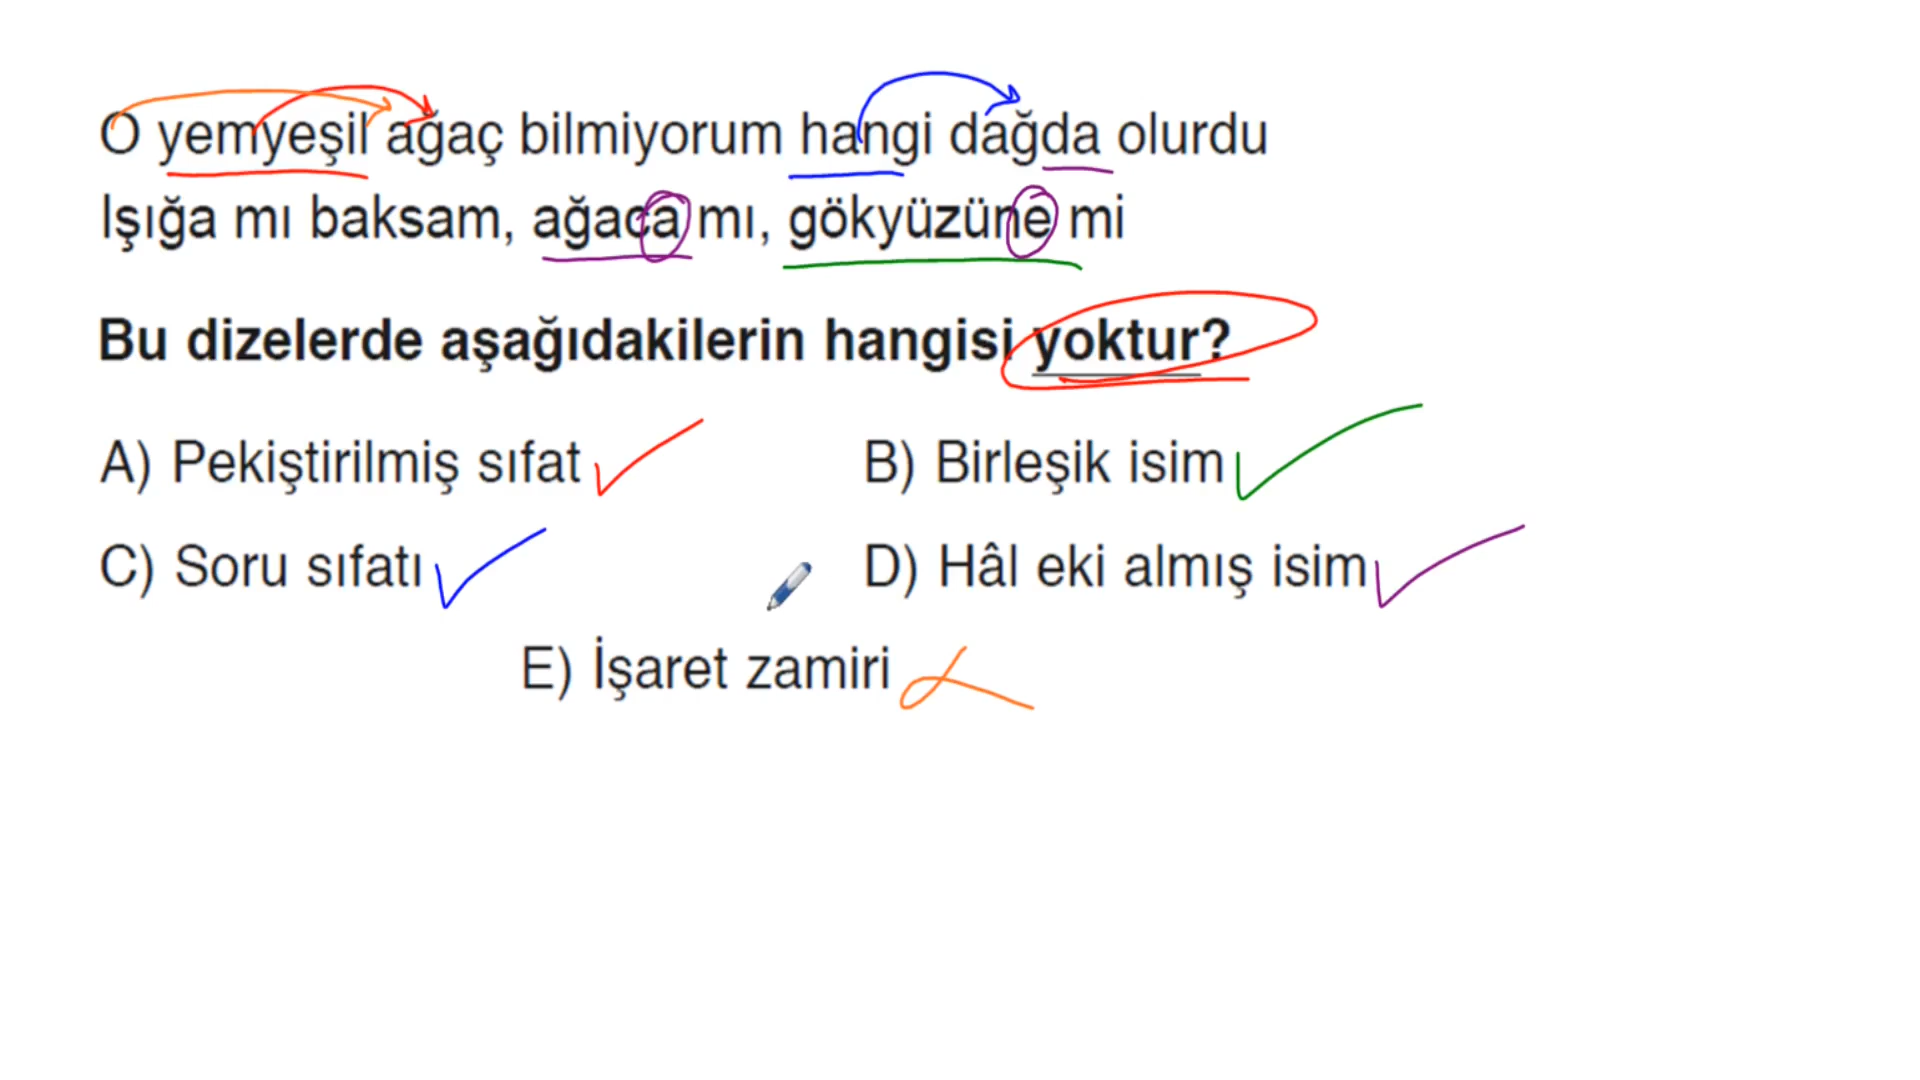 O yemyeşil ağaç bilmiyorum hangi dağda olurdu
Işığa mı baksam, ağaca mı, gökyüzüne mi
Bu dizelerde aşağıdakilerin hangisi yoktur?
A) Pekiştirilmiş sıfat
B) Birleşik isim
C) Soru sıfatı
D) Hâl eki almış isim
E) İşaret zamiri